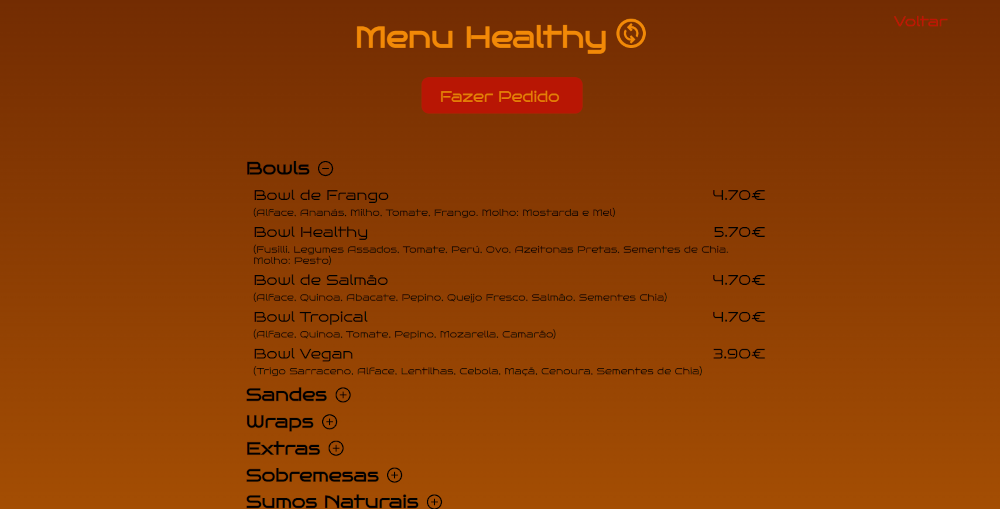 Voltar
Menu Healthy
Fazer Pedido
Bowls
Bowl de Frango 4.70€
(Alface, Ananás, Milho, Tomate, Frango. Molho: Mostarda e Mel)
Bowl Healthy 5.70€
(Fusilli, Legumes Assados, Tomate, Perú, Ovo, Azeitonas Pretas, Sementes de Chia.
Molho: Pesto)
Bowl de Salmão 4.70€
(Alface, Quinoa, Abacate, Pepino, Queijo Fresco, Salmão, Sementes Chia)
Bowl Tropical 4.70€
(Alface, Quinoa, Tomate, Pepino, Mozarella, Camarão)
Bowl Vegan 3.90€
(Trigo Sarraceno, Alface, Lentilhas, Cebola, Maçã, Cenoura, Sementes de Chia)
Sandes
Wraps
Extras
Sobremesas
Sumos Naturais